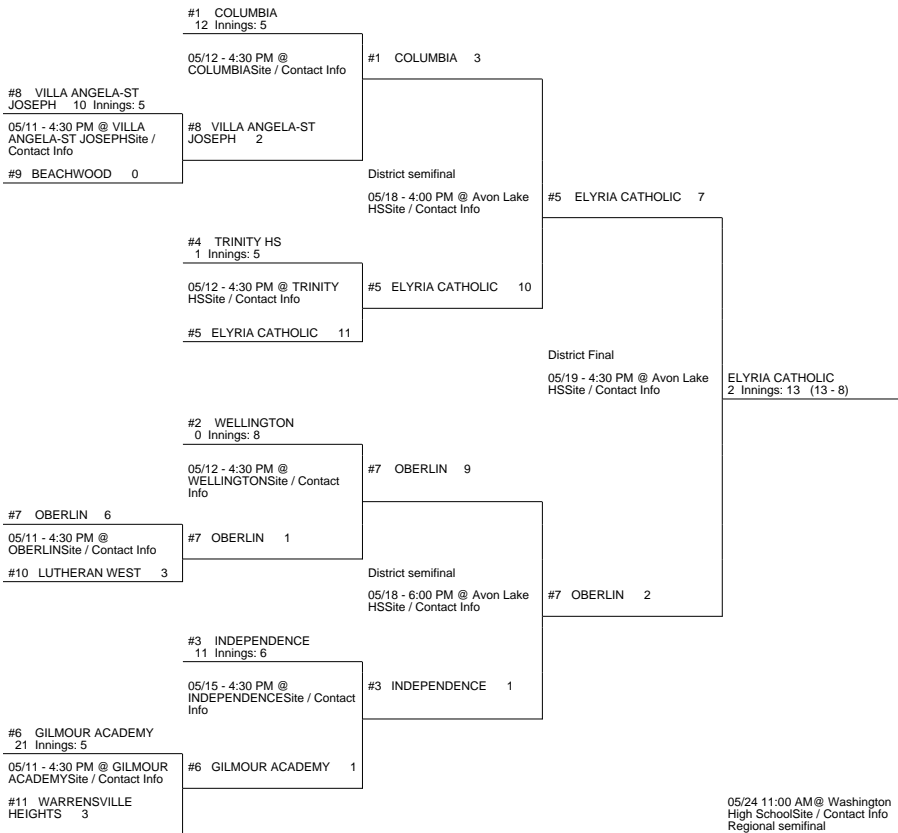 #1 COLUMBIA
12 Innings: 5
05/12 - 4:30 PM @
COLUMBIASite / Contact Info
#1 COLUMBIA 3
#8 VILLA ANGELA-ST
JOSEPH 10 Innings: 5
05/11 - 4:30 PM @ VILLA
ANGELA-ST JOSEPHSite /
Contact Info
#8 VILLA ANGELA-ST
JOSEPH 2
#9 BEACHWOOD 0
District semifinal
05/18 - 4:00 PM @ Avon Lake
HSSite / Contact Info
#5 ELYRIA CATHOLIC 7
#4 TRINITY HS
1 Innings: 5
05/12 - 4:30 PM @ TRINITY
HSSite / Contact Info
#5 ELYRIA CATHOLIC 10
#5 ELYRIA CATHOLIC 11
District Final
05/19 - 4:30 PM @ Avon Lake
HSSite / Contact Info
ELYRIA CATHOLIC
2 Innings: 13 (13 - 8)
#2 WELLINGTON
0 Innings: 8
05/12 - 4:30 PM @
WELLINGTONSite / Contact
Info
#7 OBERLIN 9
#7 OBERLIN 6
05/11 - 4:30 PM @
OBERLINSite / Contact Info
#7 OBERLIN 1
#10 LUTHERAN WEST 3
District semifinal
05/18 - 6:00 PM @ Avon Lake
HSSite / Contact Info
#7 OBERLIN 2
#3 INDEPENDENCE
11 Innings: 6
05/15 - 4:30 PM @
INDEPENDENCESite / Contact
Info
#3 INDEPENDENCE 1
#6 GILMOUR ACADEMY
21 Innings: 5
05/11 - 4:30 PM @ GILMOUR
ACADEMYSite / Contact Info
#6 GILMOUR ACADEMY 1
#11 WARRENSVILLE
HEIGHTS 3
05/24 11:00 AM@ Washington
High SchoolSite / Contact Info
Regional semifinal